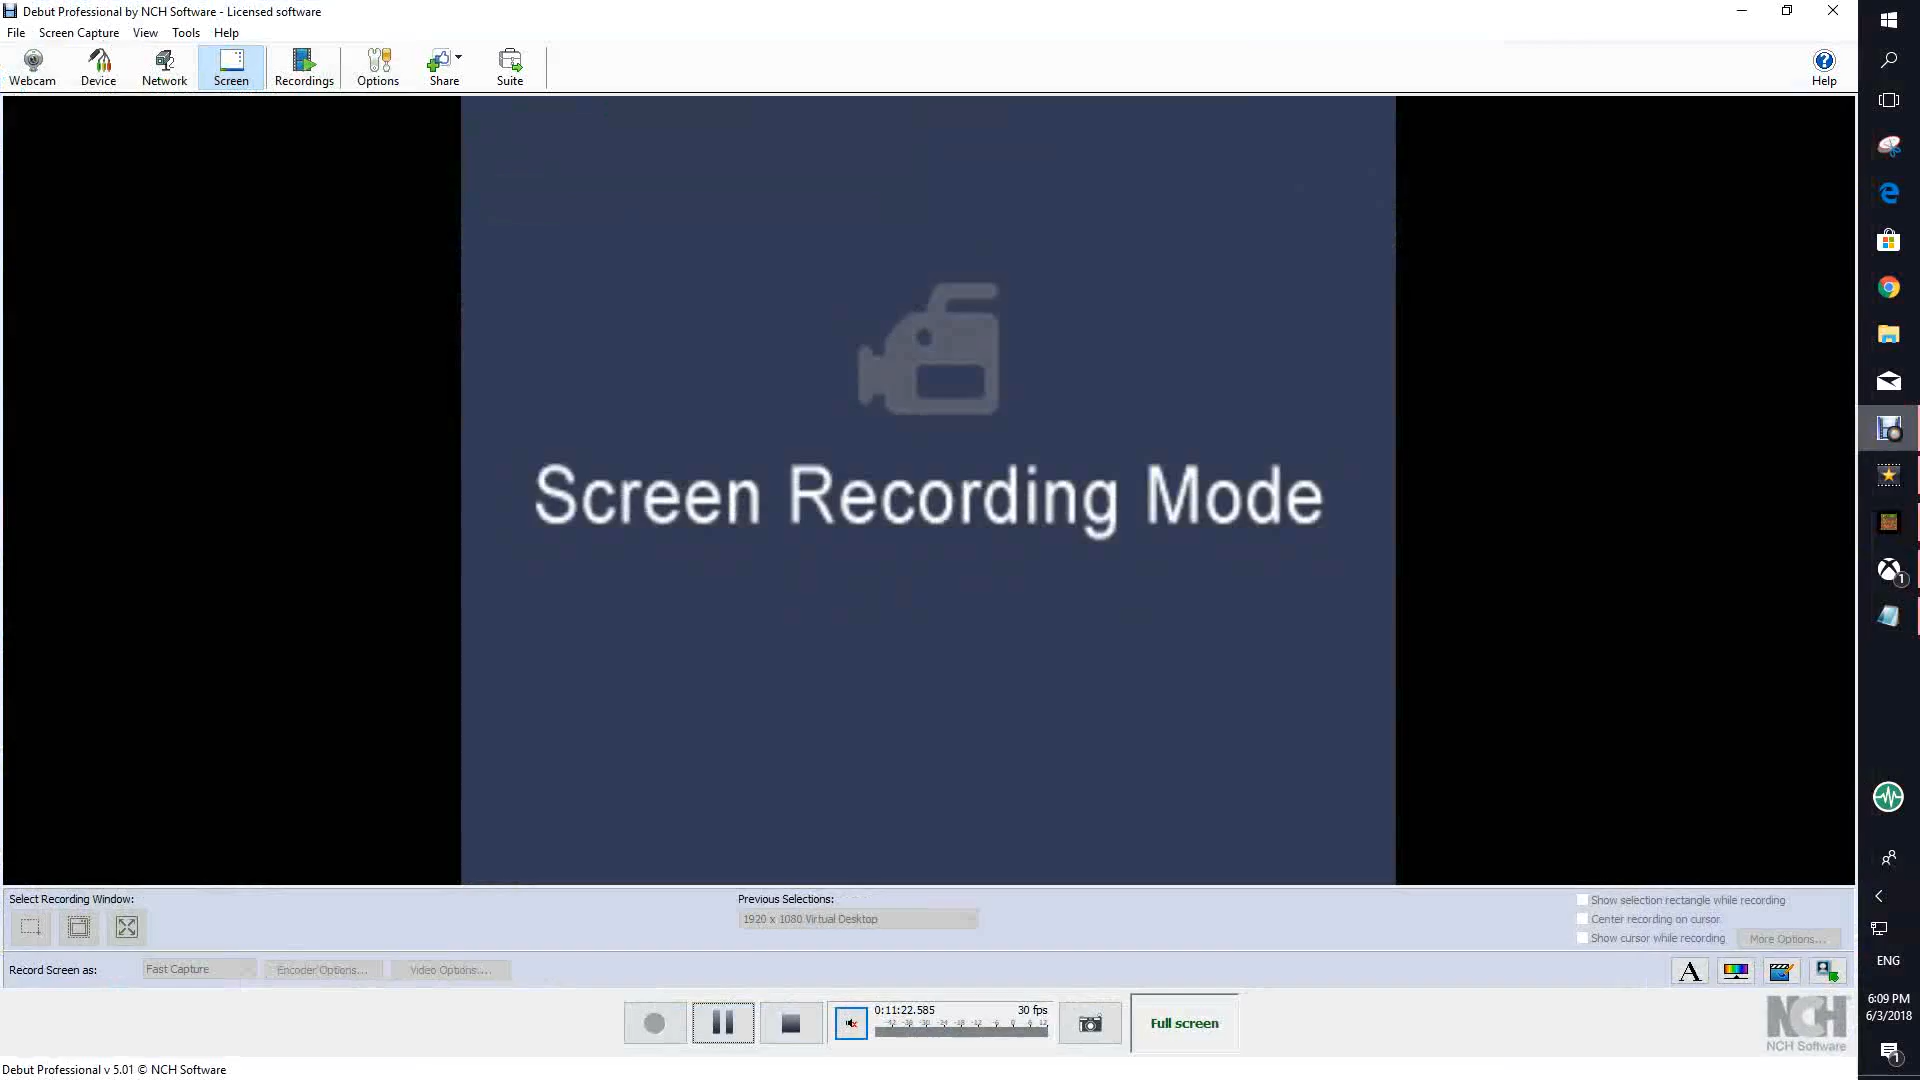 Debut Professional by NCH Software - Licensed software
File Screen Capture View Tools Help
Webcam Device Network Screen Recordings Options Share Suite Help
Screen Recording Mode
Select Recording Window:
Previous Selections:
1920 x 1080 Virtual Desktop
Show selection rectangle while recording
Center recording on cursor
Show cursor while recording
More Options...
Record Screen as:
Fast Capture
Encoder Options...
Video Options....
A
0:11:22.585 30 fps
Full screen
NCH
NCH Software
Debut Professional v 5.01 © NCH Software
1
ENG
6:09 PM
6/3/2018
1